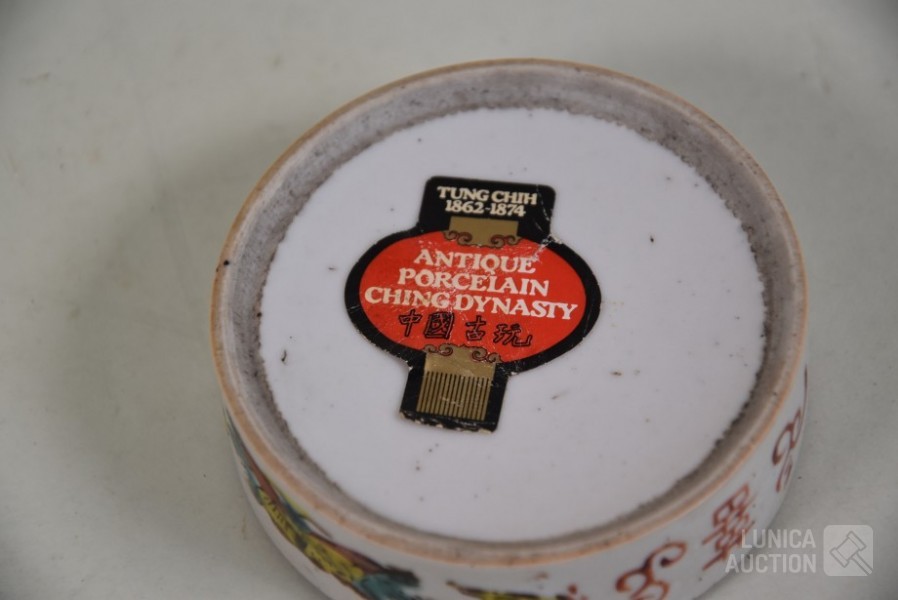 TUNG CHIH
1862-1874
ANTIQUE
PORCELAIN
CHING DYNASTY
中國古玩
LUNICA
AUCTION